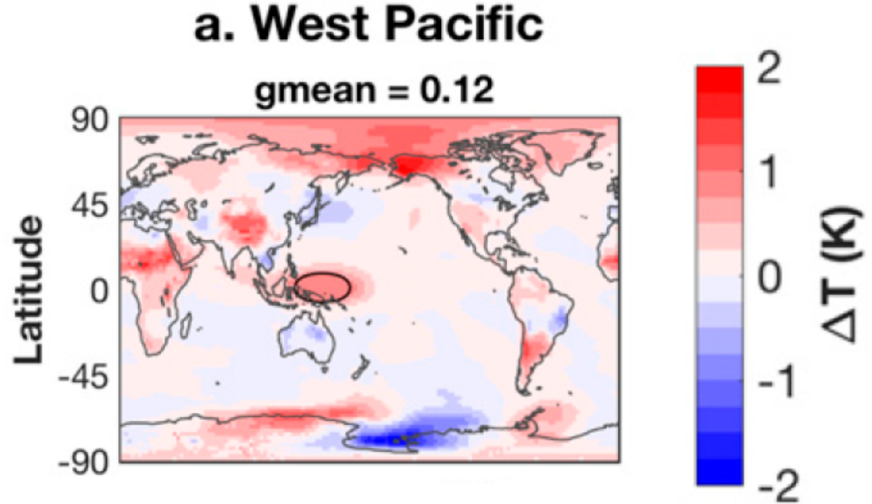 a. West Pacific
gmean = 0.12
90
45
0
-45
-90
Latitude
2
1
0
-1
-2
ΔT (K)